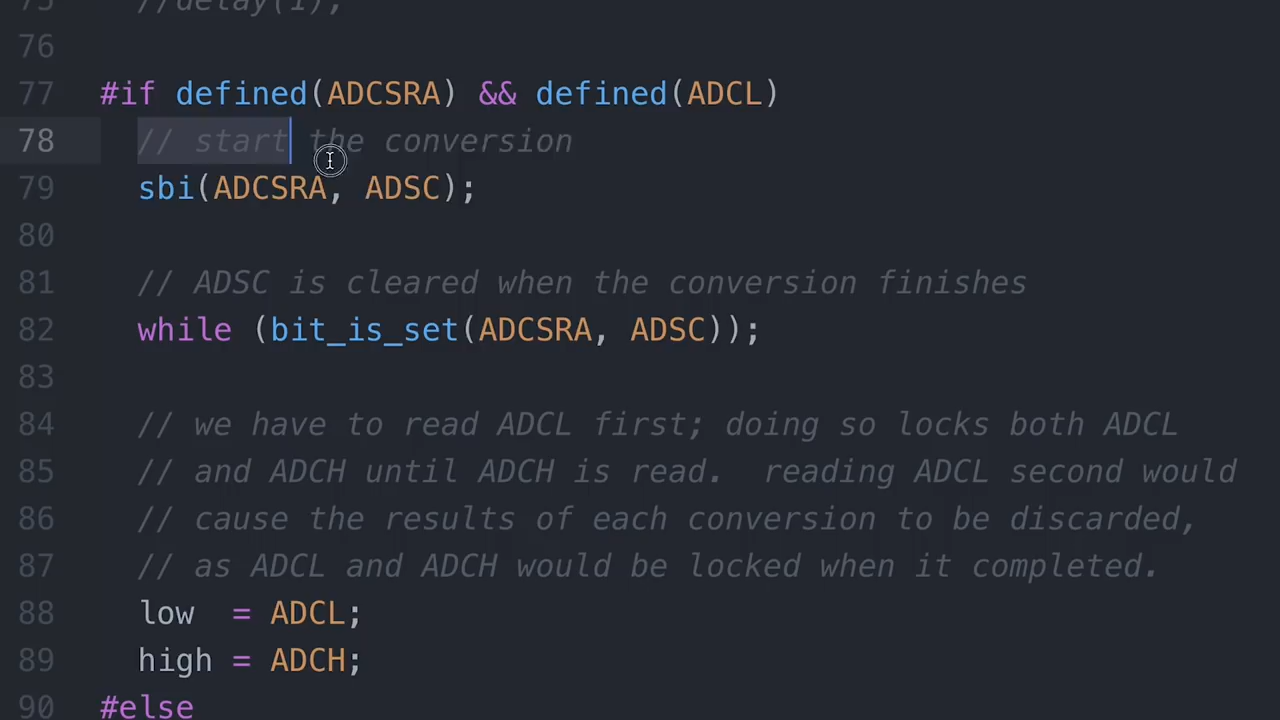 75 //delay(1);
76
77 #if defined(ADCSRA) && defined(ADCL)
78 // start the conversion
79 sbi(ADCSRA, ADSC);
80
81 // ADSC is cleared when the conversion finishes
82 while (bit_is_set(ADCSRA, ADSC));
83
84 // we have to read ADCL first; doing so locks both ADCL
85 // and ADCH until ADCH is read.  reading ADCL second would
86 // cause the results of each conversion to be discarded,
87 // as ADCL and ADCH would be locked when it completed.
88 low  = ADCL;
89 high = ADCH;
90 #else